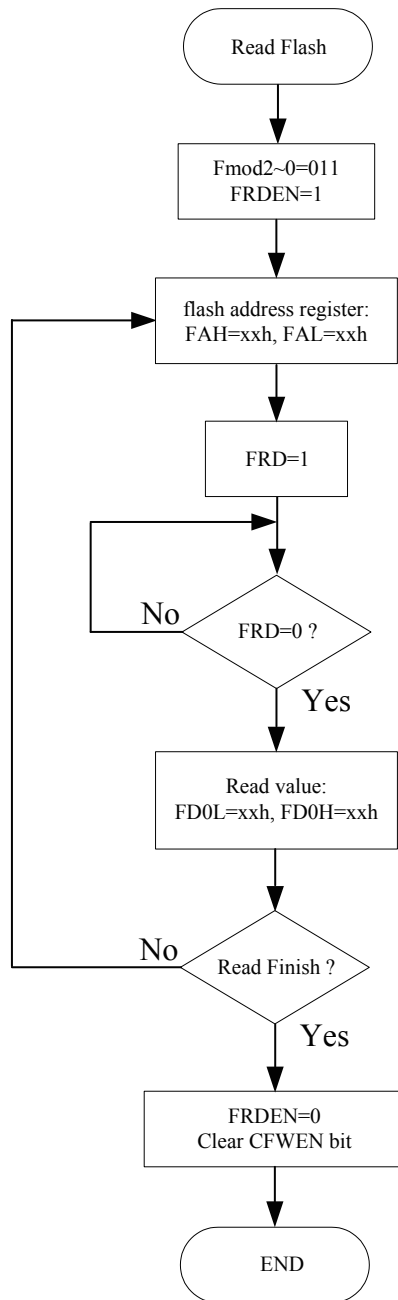 Read Flash
Fmod2~0=011
FRDEN=1
flash address register:
FAH=xxh, FAL=xxh
FRD=1
FRD=0 ?
No
Yes
Read value:
FD0L=xxh, FD0H=xxh
No
Read Finish ?
Yes
FRDEN=0
Clear CFWEN bit
END